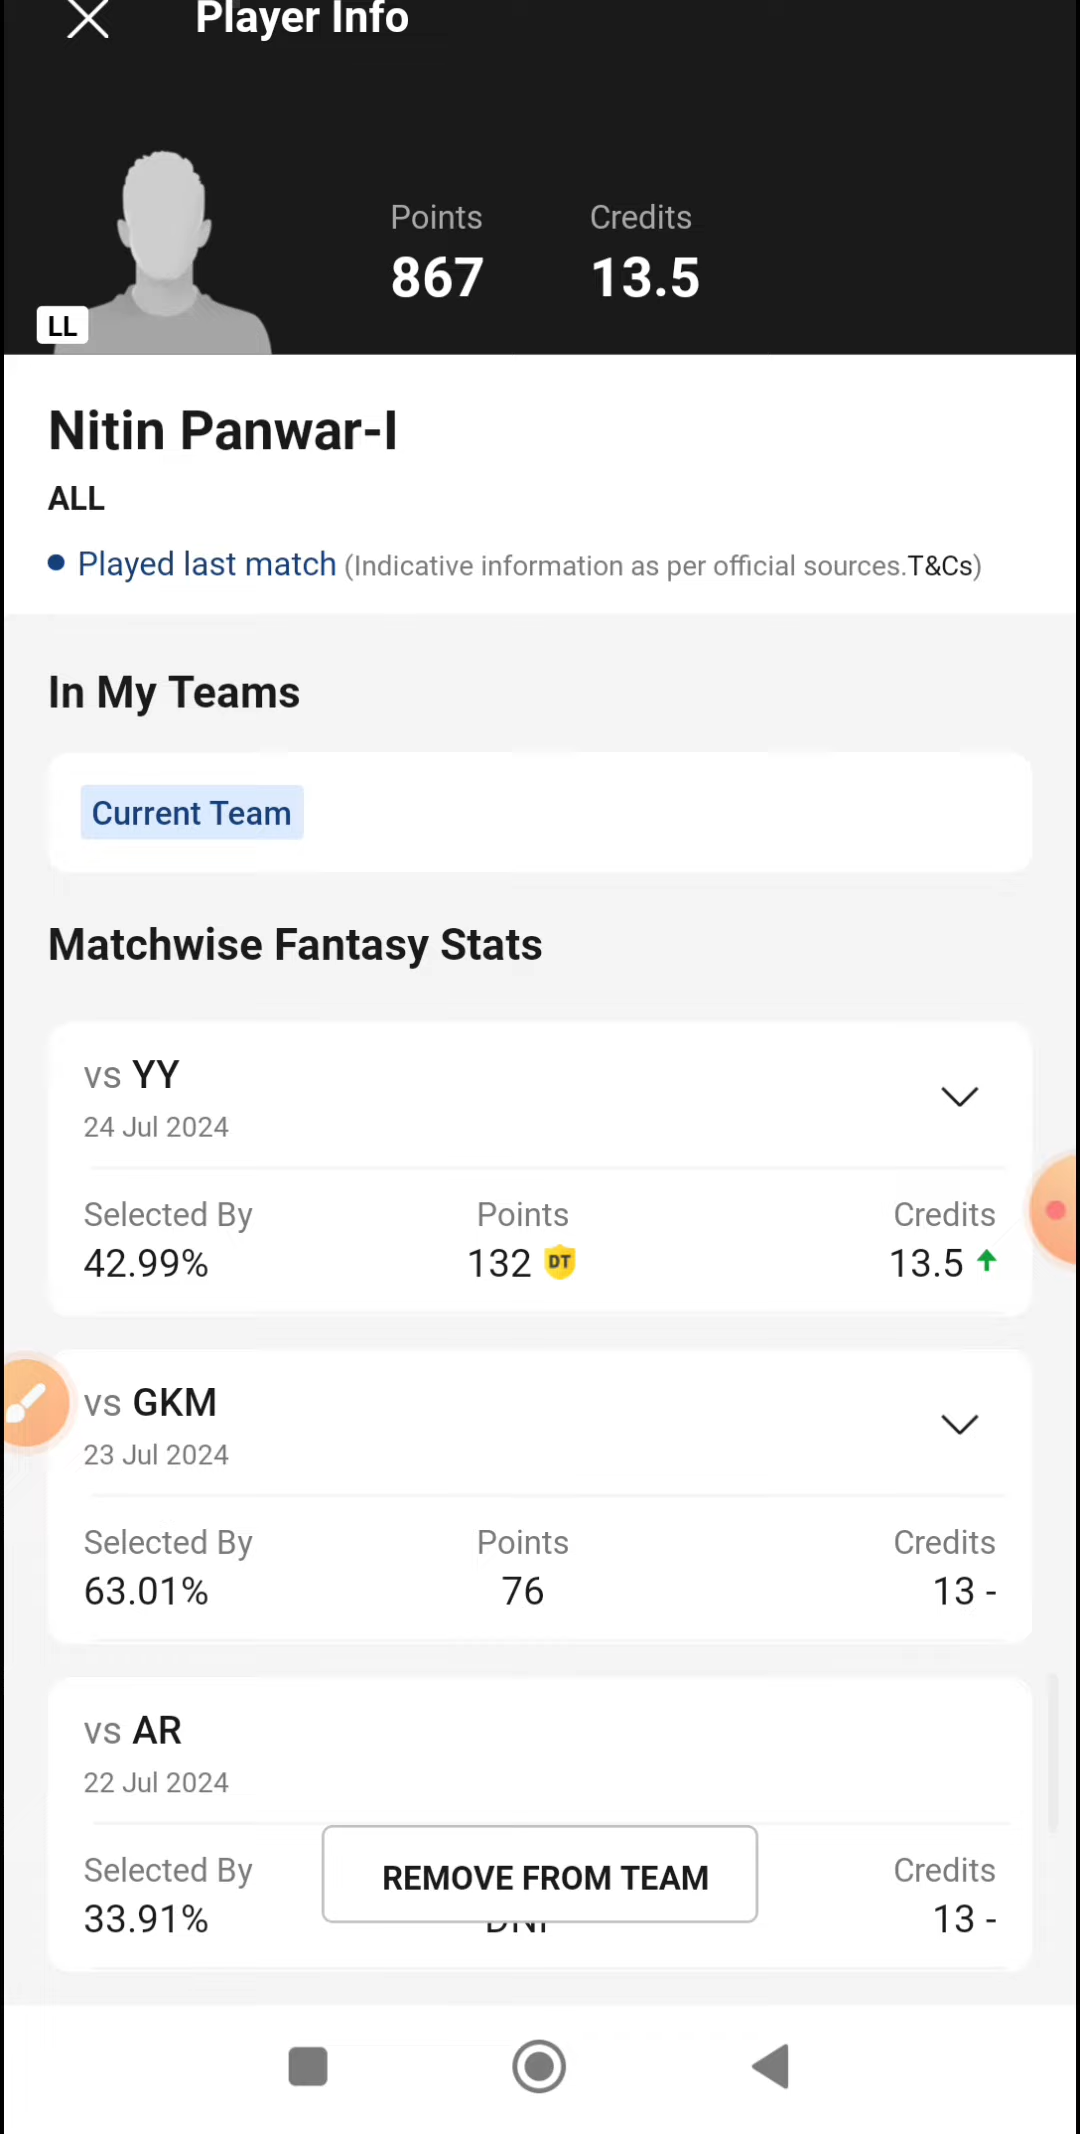 Player Info
Points Credits
867 13.5
LL
Nitin Panwar-I
ALL
Played last match (Indicative information as per official sources.T&Cs)
In My Teams
Current Team
Matchwise Fantasy Stats
vs YY
24 Jul 2024
Selected By Points Credits
42.99% 132 DT 13.5
vs GKM
23 Jul 2024
Selected By Points Credits
63.01% 76 13 -
vs AR
22 Jul 2024
Selected By Credits
REMOVE FROM TEAM
33.91% 13 -